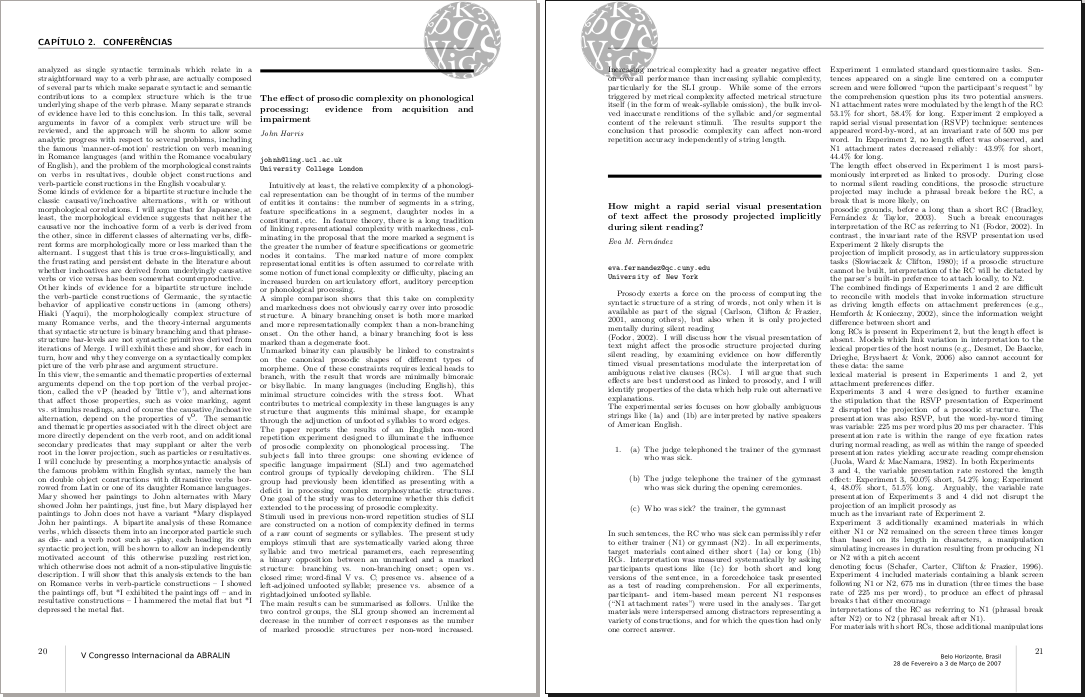 CAPÍTULO 2. CONFERÊNCIAS
analyzed as single syntactic terminals which relate in a
straightforward way to a verb phrase, are actually composed
of several parts which make separate syntactic and semantic
contributions to a complex structure which is the true
underlying shape of the verb phrase. Many separate strands
of evidence have led to this conclusion. In this talk, several
arguments in favor of a complex verb structure will be
reviewed, and the approach will be shown to allow some
analytic progress with respect to several problems, including
the famous 'manner-of-motion' restriction on verb meaning
in Romance languages (and within the Romance vocabulary
of English), and the problem of the morphological constraints
on verbs in resultatives, double object constructions and
verb-particle constructions in the English vocabulary.
Some kinds of evidence for a bipartite structure include the
classic causative/inchoative alternations, with or without
morphological correlations. I will argue that for Japanese, at
least, the morphological evidence suggests that neither the
causative nor the inchoative form of a verb is derived from
the other, since in different classes of alternating verbs, diffe-
rent forms are morphologically more or less marked than the
alternant. I suggest that this is true cross-linguistically, and
the frustrating and persistent debate in the literature about
whether inchoatives are derived from underlyingly causative
verbs or vice versa has been somewhat counterproductive.
Other kinds of evidence for a bipartite structure include
the verb-particle constructions of Germanic, the syntactic
behavior of applicative constructions in (among others)
Hiaki (Yaqui), the morphologically complex structure of
many Romance verbs, and the theory-internal arguments
that syntactic structure is binary branching and that phrase-
structure bar-levels are not syntactic primitives derived from
iterations of Merge. I will exhibit these and show, for each in
turn, how and why they converge on a syntactically complex
picture of the verb phrase and argument structure.
In this view, the semantic and thematic properties of external
arguments depend on the top portion of the verbal projec-
tion, called the vP (headed by 'little v'), and alternations
that affect those properties, such as voice marking, agent
vs. stimulus readings, and of course the causative/inchoative
alternation, depend on the properties of v0. The semantic
and thematic properties associated with the direct object are
more directly dependent on the verb root, and on additional
secondary predicates that may supplant or alter the verb
root in the lower projection, such as particles or resultatives.
I will conclude by presenting a morphosyntactic analysis of
the famous problem within English syntax, namely the ban
on double object constructions with ditransitive verbs bor-
rowed from Latin or one of its daughter Romance languages.
Mary showed her paintings to John alternates with Mary
showed John her paintings, just fine, but Mary displayed her
paintings to John does not have a variant *Mary displayed
John her paintings. A bipartite analysis of these Romance
verbs, which dissects them into an incorporated particle such
as dis- and a verb root such as -play, each heading its own
syntactic projection, will be shown to allow an independently
motivated account of this otherwise puzzling restriction,
which otherwise does not admit of a non-stipulative linguistic
description. I will show that this analysis extends to the ban
on Romance verbs in verb-particle constructions – I showed
the paintings off, but *I exhibited the paintings off – and in
resultative constructions – I hammered the metal flat but *I
depressed the metal flat.
The effect of prosodic complexity on phonological
processing: evidence from acquisition and
impairment
John Harris
johnh@ling.ucl.ac.uk
University College London
Intuitively at least, the relative complexity of a phonologi-
cal representation can be thought of in terms of the number
of entities it contains: the number of segments in a string,
feature specifications in a segment, daughter nodes in a
constituent, etc. In feature theory, there is a long tradition
of linking representational complexity with markedness, cul-
minating in the proposal that the more marked a segment is
the greater the number of feature specifications or geometric
nodes it contains. The marked nature of more complex
representational entities is often assumed to correlate with
some notion of functional complexity or difficulty, placing an
increased burden on articulatory effort, auditory perception
or phonological processing.
A simple comparison shows that this take on complexity
and markedness does not obviously carry over into prosodic
structure. A binary branching onset is both more marked
and more representationally complex than a non-branching
onset. On the other hand, a binary branching foot is less
marked than a degenerate foot.
Unmarked binarity can plausibly be linked to constraints
on the canonical prosodic shapes of different types of
morpheme. One of these constraints requires lexical heads to
branch, with the result that words are minimally bimoraic
or bisyllabic. In many languages (including English), this
minimal structure coincides with the stress foot. What
contributes to metrical complexity in these languages is any
structure that augments this minimal shape, for example
through the adjunction of unfooted syllables to word edges.
The paper reports the results of an English non-word
repetition experiment designed to illuminate the influence
of prosodic complexity on phonological processing. The
subjects fall into three groups: one showing evidence of
specific language impairment (SLI) and two agematched
control groups of typically developing children. The SLI
group had previously been identified as presenting with a
deficit in processing complex morphosyntactic structures.
One goal of the study was to determine whether this deficit
extended to the processing of prosodic complexity.
Stimuli used in previous non-word repetition studies of SLI
are constructed on a notion of complexity defined in terms
of a raw count of segments or syllables. The present study
employs stimuli that are systematically varied along three
syllabic and two metrical parameters, each representing
a binary opposition between an unmarked and a marked
structure: branching vs. non-branching onset; open vs.
closed rime; word-final V vs. C; presence vs. absence of a
left-adjoined unfooted syllable; presence vs. absence of a
rightadjoined unfooted syllable.
The main results can be summarised as follows. Unlike the
two control groups, the SLI group showed an incremental
decrease in the number of correct responses as the number
of marked prosodic structures per non-word increased.
20
V Congresso Internacional da ABRALIN
Increasing metrical complexity had a greater negative effect
on overall performance than increasing syllabic complexity,
particularly for the SLI group. While some of the errors
triggered by metrical complexity affected metrical structure
itself (in the form of weak-syllable omission), the bulk invol-
ved inaccurate renditions of the syllabic and/or segmental
content of the relevant stimuli. The results support the
conclusion that prosodic complexity can affect non-word
repetition accuracy independently of string length.
How might a rapid serial visual presentation
of text affect the prosody projected implicitly
during silent reading?
Eva M. Fernández
eva.fernandez@qc.cuny.edu
University of New York
Prosody exerts a force on the process of computing the
syntactic structure of a string of words, not only when it is
available as part of the signal (Carlson, Clifton & Frazier,
2001, among others), but also when it is only projected
mentally during silent reading
(Fodor, 2002). I will discuss how the visual presentation of
text might affect the prosodic structure projected during
silent reading, by examining evidence on how differently
timed visual presentations modulate the interpretation of
ambiguous relative clauses (RCs). I will argue that such
effects are best understood as linked to prosody, and I will
identify properties of the data which help rule out alternative
explanations.
The experimental series focuses on how globally ambiguous
strings like (1a) and (1b) are interpreted by native speakers
of American English.
1. (a) The judge telephoned the trainer of the gymnast
who was sick.
(b) The judge telephone the trainer of the gymnast
who was sick during the opening ceremonies.
(c) Who was sick? the trainer, the gymnast
In such sentences, the RC who was sick can permissibly refer
to either trainer (N1) or gymnast (N2). In all experiments,
target materials contained either short (1a) or long (1b)
RCs. Interpretation was measured systematically by asking
participants questions like (1c) for both short and long
versions of the sentence, in a forcedchoice task presented
as a test of reading comprehension. For all experiments,
participant- and item-based mean percent N1 responses
("N1 attachment rates") were used in the analyses. Target
materials were interspersed among distractors representing a
variety of constructions, and for which the question had only
one correct answer.
Experiment 1 emulated standard questionnaire tasks. Sen-
tences appeared on a single line centered on a computer
screen and were followed "upon the participant's request" by
the comprehension question plus its two potential answers.
N1 attachment rates were modulated by the length of the RC:
53.1% for short, 58.4% for long. Experiment 2 employed a
rapid serial visual presentation (RSVP) technique: sentences
appeared word-by-word, at an invariant rate of 500 ms per
word. In Experiment 2, no length effect was observed, and
N1 attachment rates decreased reliably: 43.9% for short,
44.4% for long.
The length effect observed in Experiment 1 is most parsi-
moniously interpreted as linked to prosody. During close
to normal silent reading conditions, the prosodic structure
projected may include a phrasal break before the RC, a
break that is more likely, on
prosodic grounds, before a long than a short RC (Bradley,
Fernández & Taylor, 2003). Such a break encourages
interpretation of the RC as referring to N1 (Fodor, 2002). In
contrast, the invariant rate of the RSVP presentation used
Experiment 2 likely disrupts the
projection of implicit prosody, as in articulatory suppression
tasks (Slowiaczek & Clifton, 1980); if a prosodic structure
cannot be built, interpretation of the RC will be dictated by
the parser's built-in preference to attach locally, to N2.
The combined findings of Experiments 1 and 2 are difficult
to reconcile with models that invoke information structure
as driving length effects on attachment preferences (e.g.,
Hemforth & Konieczny, 2002), since the information weight
difference between short and
long RCs is present in Experiment 2, but the length effect is
absent. Models which link variation in interpretation to the
lexical properties of the host nouns (e.g., Desmet, De Baecke,
Drieghe, Brysbaert & Vonk, 2006) also cannot account for
these data: the same
lexical material is present in Experiments 1 and 2, yet
attachment preferences differ.
Experiments 3 and 4 were designed to further examine
the stipulation that the RSVP presentation of Experiment
2 disrupted the projection of a prosodic structure. The
presentation was also RSVP, but the word-by-word timing
was variable: 225 ms per word plus 20 ms per character. This
presentation rate is within the range of eye fixation rates
during normal reading, as well as within the range of speeded
presentation rates yielding accurate reading comprehension
(Juola, Ward & MacNamara, 1982). In both Experiments
3 and 4, the variable presentation rate restored the length
effect: Experiment 3, 50.0% short, 54.2% long; Experiment
4, 48.0% short, 51.5% long. Arguably, the variable rate
presentation of Experiments 3 and 4 did not disrupt the
projection of an implicit prosody as
much as the invariant rate of Experiment 2.
Experiment 3 additionally examined materials in which
either N1 or N2 remained on the screen three times longer
than based on its length in characters, a manipulation
simulating increases in duration resulting from producing N1
or N2 with a pitch accent
denoting focus (Schafer, Carter, Clifton & Frazier, 1996).
Experiment 4 included materials containing a blank screen
following N1 or N2, 675 ms in duration (three times the base
rate of 225 ms per word), to produce an effect of phrasal
breaks that either encourage
interpretations of the RC as referring to N1 (phrasal break
after N2) or to N2 (phrasal break after N1).
For materials with short RCs, those additional manipulations
Belo Horizonte, Brasil
28 de Fevereiro a 3 de Março de 2007
21